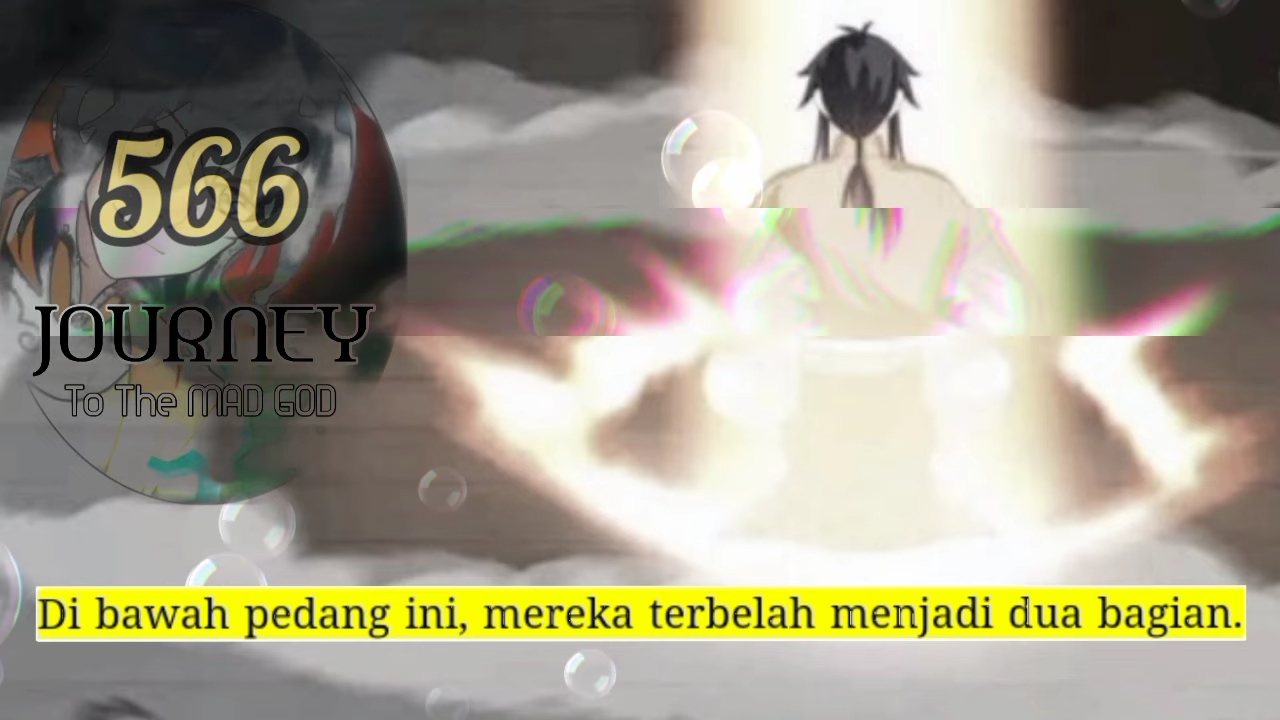 566
JOURNEY
To The MAD GOD
Di bawah pedang ini, mereka terbelah menjadi dua bagian.